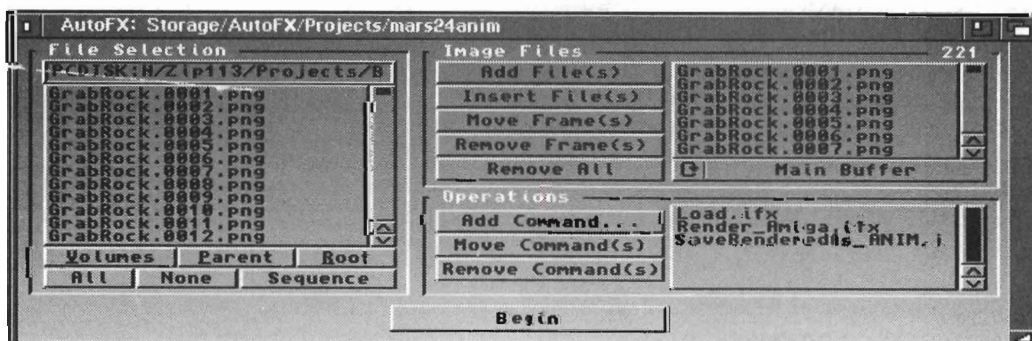 AutoFX: Storage/AutoFX/Projects/mars24anim
File Selection
PCDISK:H/Zip113/Projects/B
GrabRock.0001.png
GrabRock.0002.png
GrabRock.0003.png
GrabRock.0004.png
GrabRock.0005.png
GrabRock.0006.png
GrabRock.0007.png
GrabRock.0008.png
GrabRock.0009.png
GrabRock.0010.png
GrabRock.0011.png
GrabRock.0012.png
Volumes Parent Root
All None Sequence
Image Files 221
Add File(s)
Insert File(s)
Move Frame(s)
Remove Frame(s)
Remove All
GrabRock.0001.png
GrabRock.0002.png
GrabRock.0003.png
GrabRock.0004.png
GrabRock.0005.png
GrabRock.0006.png
GrabRock.0007.png
Main Buffer
Operations
Add Command...
Move Command(s)
Remove Command(s)
Load.ifx
Render_Amiga.ifx
SaveRenderedAs_ANIM.i
Begin